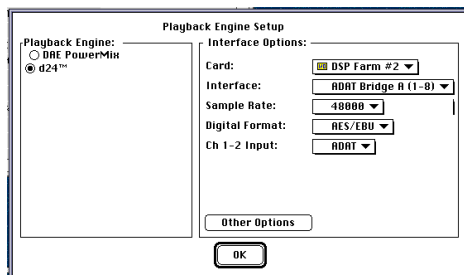 Playback Engine Setup
Playback Engine:
DAE PowerMix
d24™
Interface Options:
Card: DSP Farm #2
Interface: ADAT Bridge A (1-8)
Sample Rate: 48000
Digital Format: AES/EBU
Ch 1-2 Input: ADAT
Other Options
OK